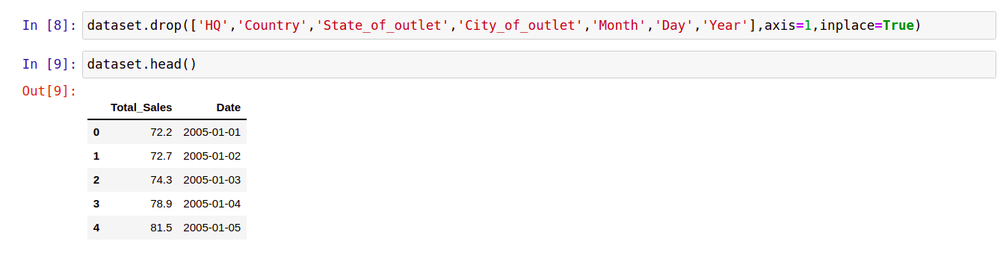 In [8]: dataset.drop(['HQ','Country','State_of_outlet','City_of_outlet','Month','Day','Year'],axis=1,inplace=True)
In [9]: dataset.head()
Out[9]:
Total_Sales Date
0 72.2 2005-01-01
1 72.7 2005-01-02
2 74.3 2005-01-03
3 78.9 2005-01-04
4 81.5 2005-01-05